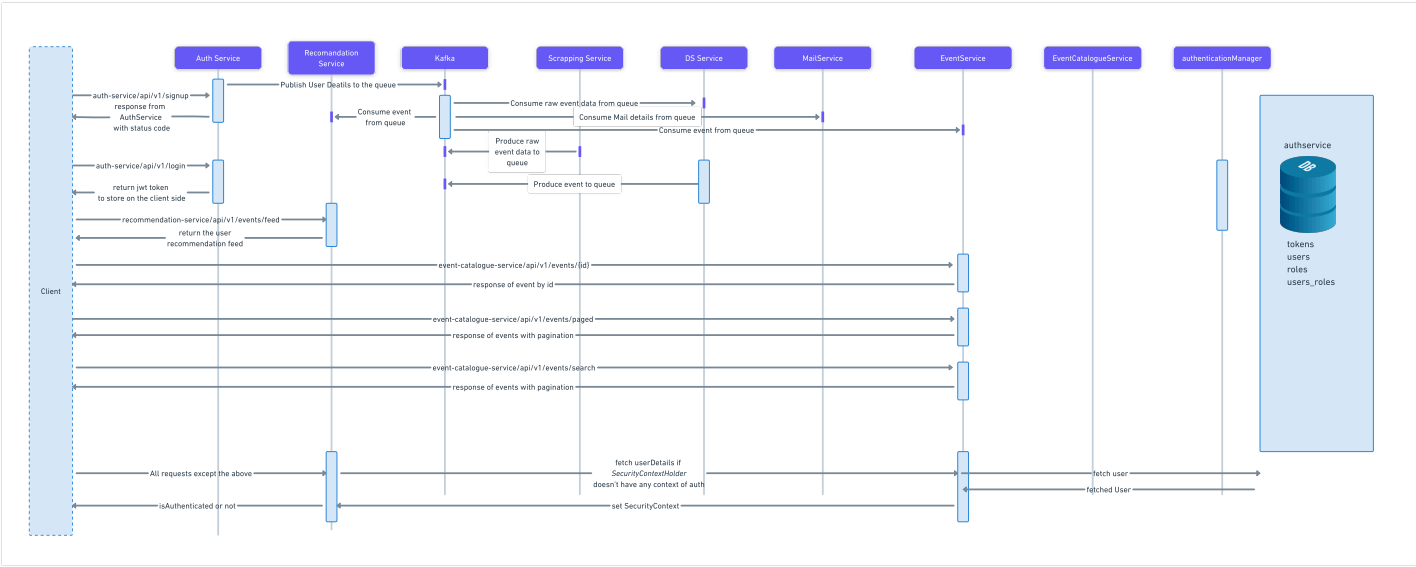 Auth Service
Recomandation
Service
Kafka
Scrapping Service
DS Service
MailService
EventService
EventCatalogueService
authenticationManager
Publish User Deatils to the queue
auth-service/api/v1/signup
response from
AuthService
with status code
Consume event
from queue
Consume raw event data from queue
Consume Mail details from queue
Consume event from queue
Produce raw
event data to
queue
auth-service/api/v1/login
return jwt token
to store on the client side
Produce event to queue
recommendation-service/api/v1/events/feed
return the user
recommendation feed
event-catalogue-service/api/v1/events/{id}
response of event by id
Client
event-catalogue-service/api/v1/events/paged
response of events with pagination
event-catalogue-service/api/v1/events/search
response of events with pagination
authservice
DB
tokens
users
roles
users_roles
All requests except the above
fetch userDetails if
SecurityContextHolder
doesn't have any context of auth
fetch user
fetched User
isAuthenticated or not
set SecurityContext